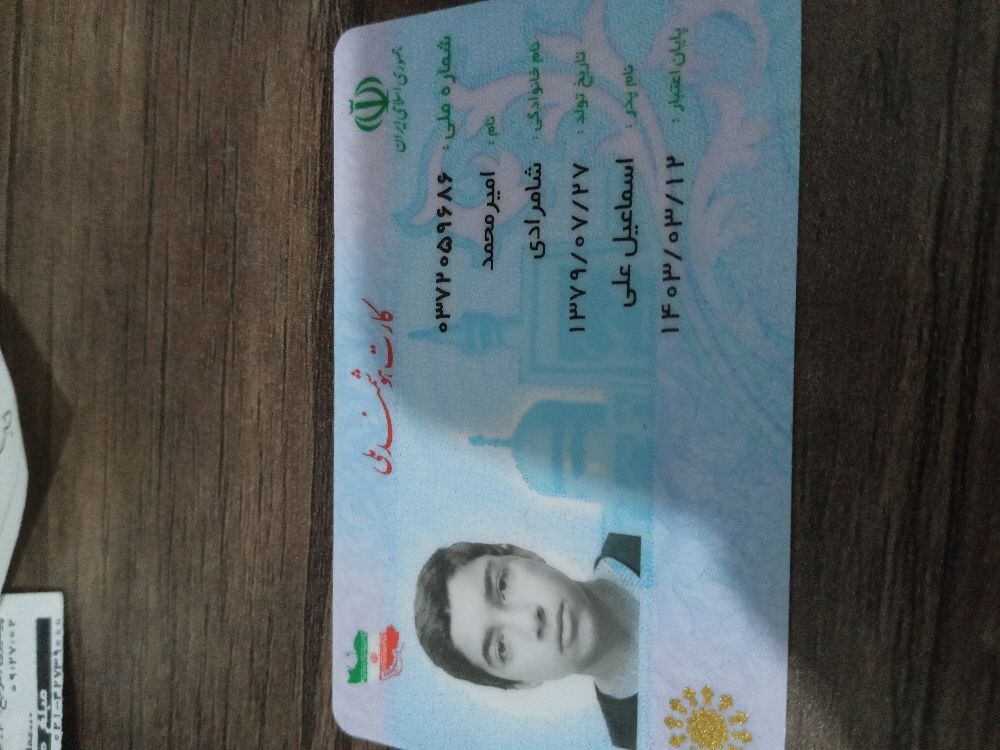 جمهوری اسلامی ایران
کارت هوشمند ملی
شماره ملی : ۰۳۷۲۰۵۹۶۸۶
نام : امیرمحمد
نام خانوادگی : شامرادی
تاریخ تولد : ۱۳۷۹/۰۷/۲۷
نام پدر : اسماعیل علی
پایان اعتبار : ۱۴۰۳/۰۳/۱۲